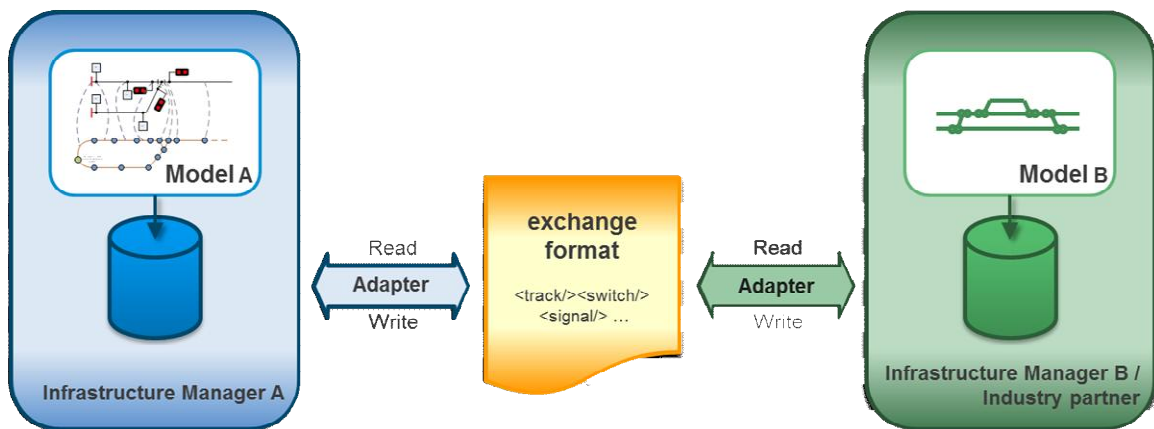 Model A
Infrastructure Manager A
Read
Adapter
Write
exchange
format
<track/><switch/>
<signal/> ...
Read
Adapter
Write
Model B
Infrastructure Manager B /
Industry partner